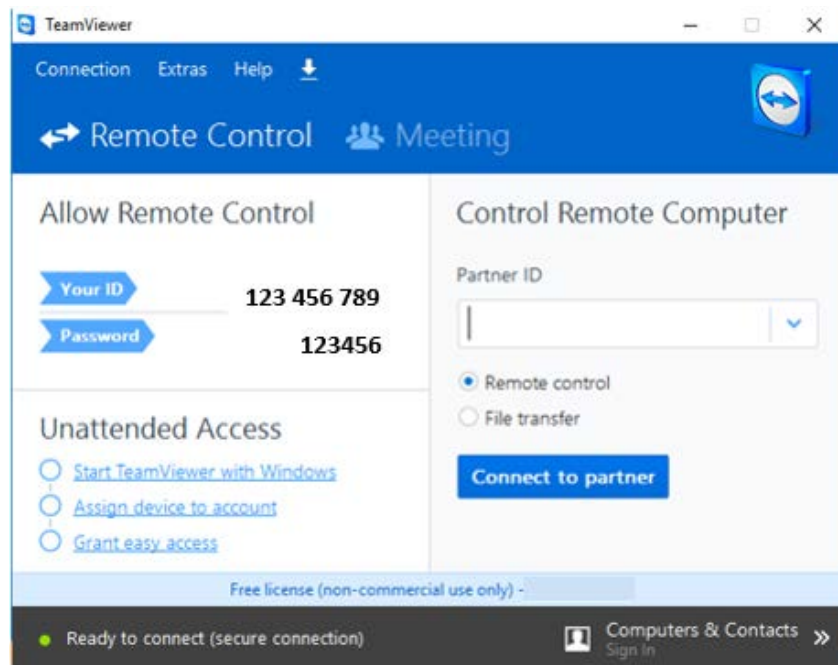 TeamViewer
Connection Extras Help
Remote Control Meeting
Allow Remote Control
Your ID 123 456 789
Password 123456
Unattended Access
Start TeamViewer with Windows
Assign device to account
Grant easy access
Control Remote Computer
Partner ID
Remote control
File transfer
Connect to partner
Free license (non-commercial use only) -
Ready to connect (secure connection)
Computers & Contacts
Sign In